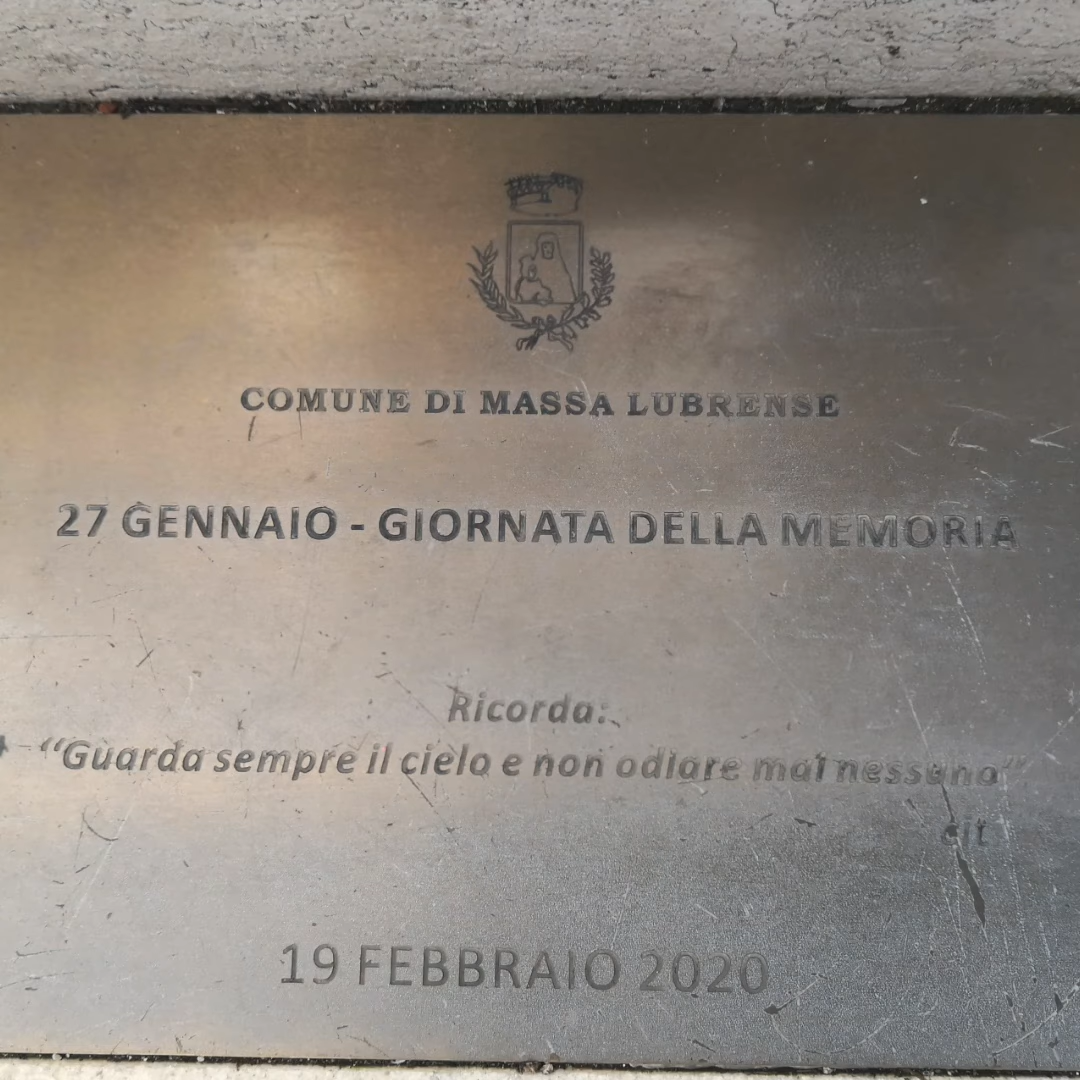 COMUNE DI MASSA LUBRENSE
27 GENNAIO - GIORNATA DELLA MEMORIA
Ricorda:
“Guarda sempre il cielo e non odiare mai nessuno”
cit
19 FEBBRAIO 2020